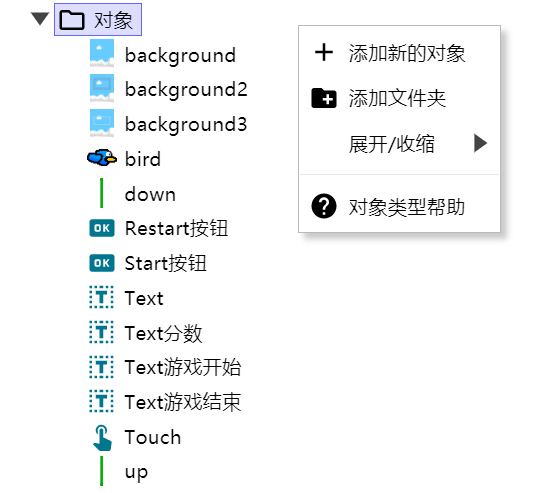 对象
background
background2
background3
bird
down
Restart按钮
Start按钮
Text
Text分数
Text游戏开始
Text游戏结束
Touch
up
添加新的对象
添加文件夹
展开/收缩
对象类型帮助